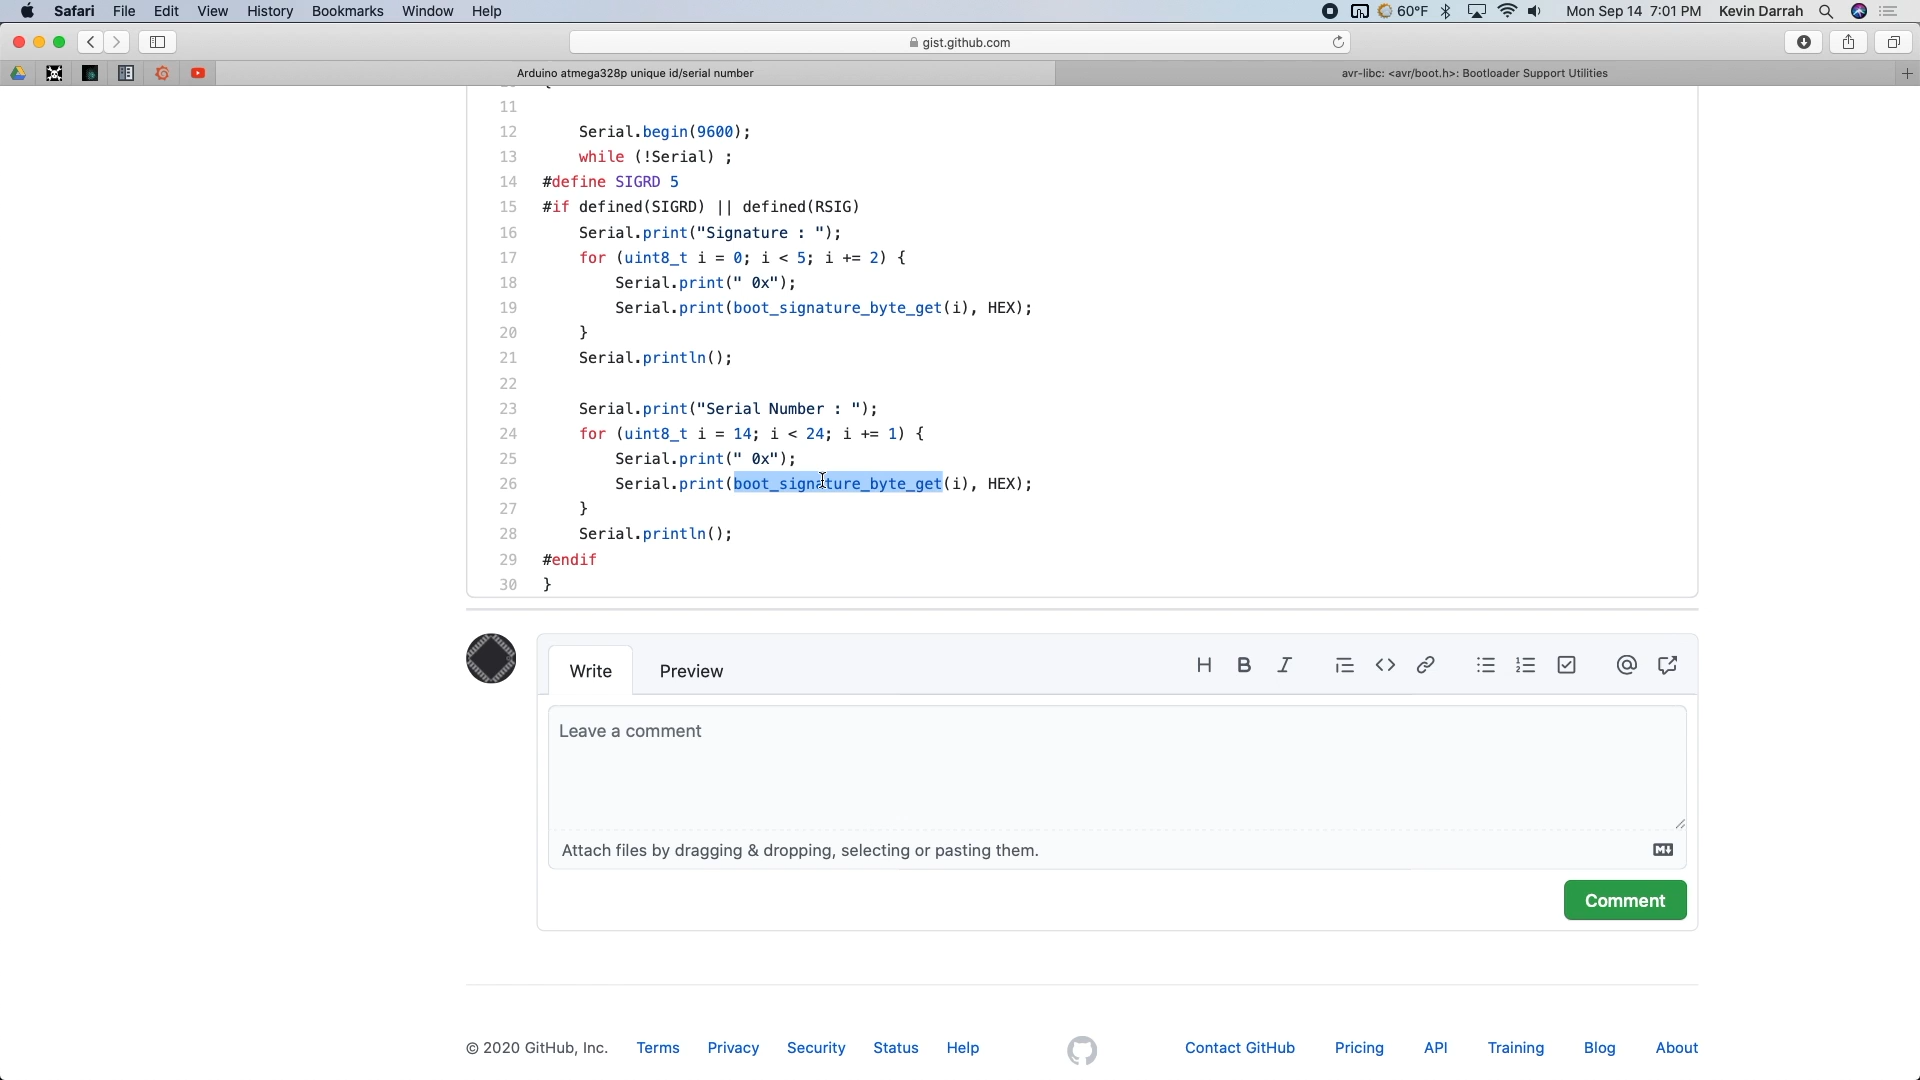 Safari File Edit View History Bookmarks Window Help 60°F Mon Sep 14 7:01 PM Kevin Darrah
gist.github.com
Arduino atmega328p unique id/serial number avr-libc: <avr/boot.h>: Bootloader Support Utilities
11
12 Serial.begin(9600);
13 while (!Serial) ;
14 #define SIGRD 5
15 #if defined(SIGRD) || defined(RSIG)
16 Serial.print("Signature : ");
17 for (uint8_t i = 0; i < 5; i += 2) {
18 Serial.print(" 0x");
19 Serial.print(boot_signature_byte_get(i), HEX);
20 }
21 Serial.println();
22
23 Serial.print("Serial Number : ");
24 for (uint8_t i = 14; i < 24; i += 1) {
25 Serial.print(" 0x");
26 Serial.print(boot_signature_byte_get(i), HEX);
27 }
28 Serial.println();
29 #endif
30 }
Write Preview
Leave a comment
Attach files by dragging & dropping, selecting or pasting them.
Comment
© 2020 GitHub, Inc. Terms Privacy Security Status Help Contact GitHub Pricing API Training Blog About